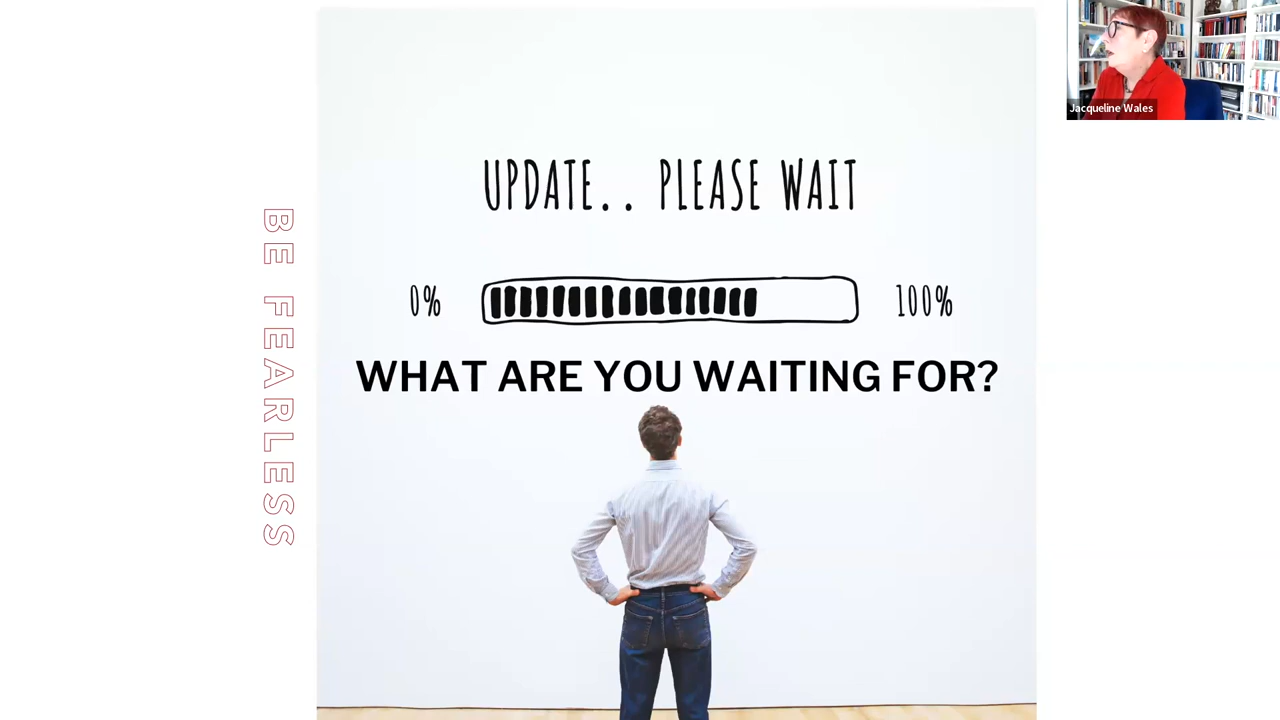 Jacqueline Wales
UPDATE.. PLEASE WAIT
0%
100%
WHAT ARE YOU WAITING FOR?
BE FEARLESS